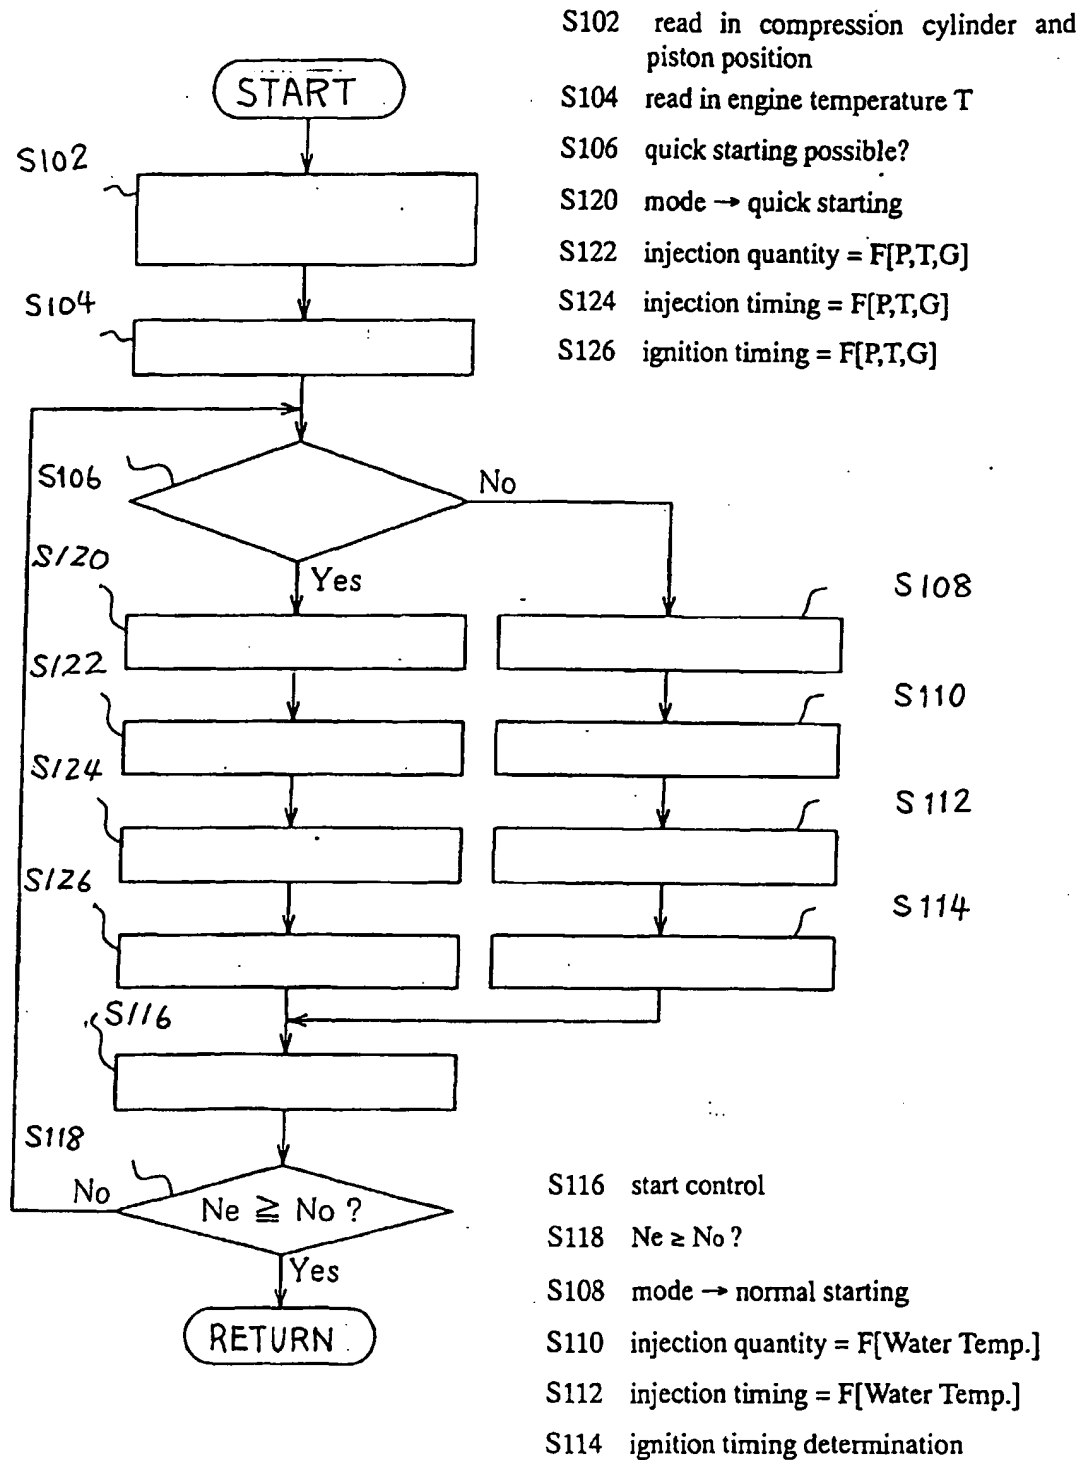 S102 read in compression cylinder and
piston position
S104 read in engine temperature T
S106 quick starting possible?
S120 mode → quick starting
S122 injection quantity = F[P,T,G]
S124 injection timing = F[P,T,G]
S126 ignition timing = F[P,T,G]
START
S102
S104
S106
No
Yes
S120
S108
S122
S110
S124
S112
S126
S114
S116
S118
No
Ne ≧ No ?
Yes
RETURN
S116 start control
S118 Ne ≥ No ?
S108 mode → normal starting
S110 injection quantity = F[Water Temp.]
S112 injection timing = F[Water Temp.]
S114 ignition timing determination